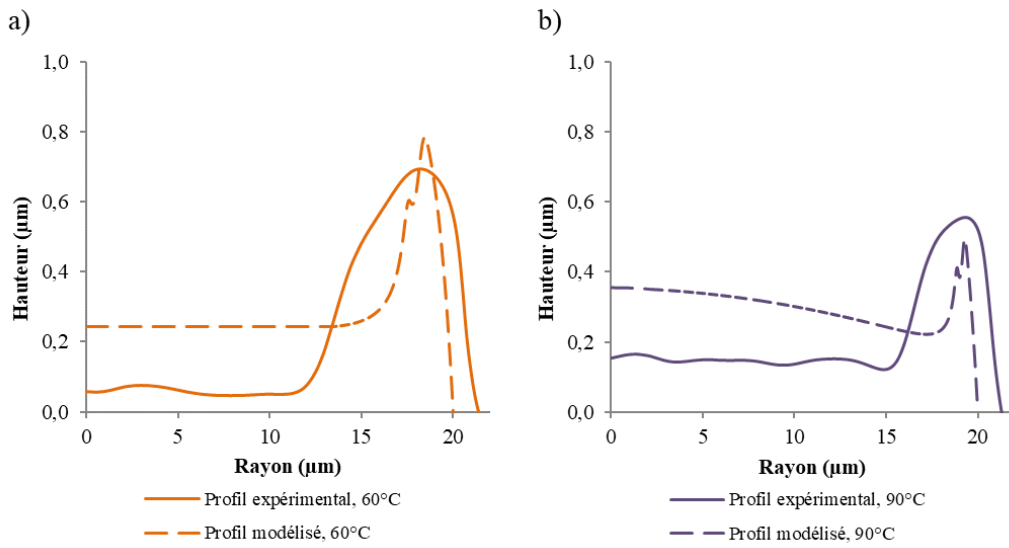 a)
1,0
0,8
0,6
0,4
0,2
0,0
Hauteur (µm)
0 5 10 15 20
Rayon (µm)
Profil expérimental, 60°C
Profil modélisé, 60°C
b)
1,0
0,8
0,6
0,4
0,2
0,0
Hauteur (µm)
0 5 10 15 20
Rayon (µm)
Profil expérimental, 90°C
Profil modélisé, 90°C